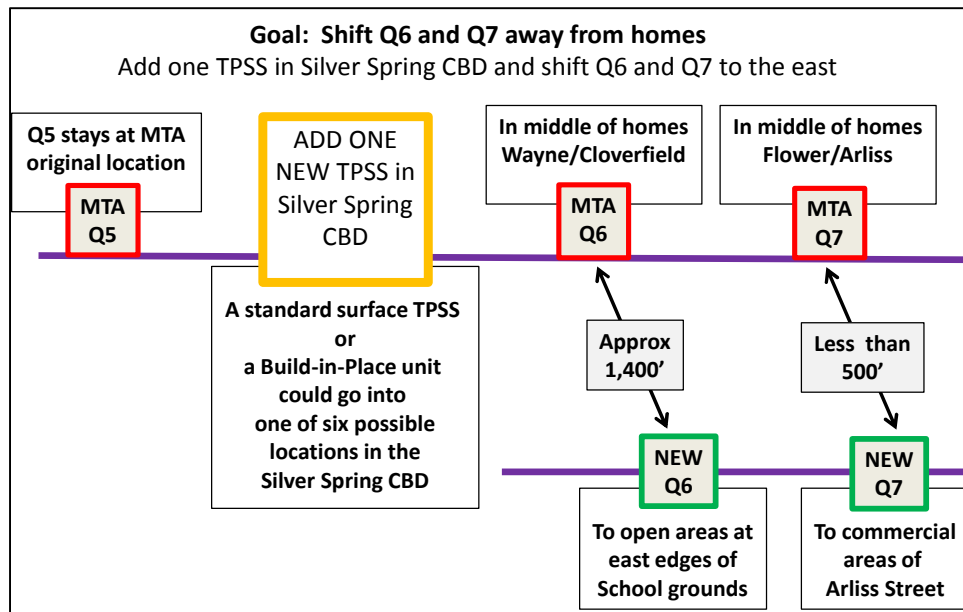 Goal:  Shift Q6 and Q7 away from homes
Add one TPSS in Silver Spring CBD and shift Q6 and Q7 to the east
Q5 stays at MTA
original location
MTA
Q5
ADD ONE
NEW TPSS in
Silver Spring
CBD
In middle of homes
Wayne/Cloverfield
MTA
Q6
In middle of homes
Flower/Arliss
MTA
Q7
A standard surface TPSS
or
a Build-in-Place unit
could go into
one of six possible
locations in the
Silver Spring CBD
Approx
1,400’
Less  than
500’
NEW
Q6
NEW
Q7
To open areas at
east edges of
School grounds
To commercial
areas of
Arliss Street